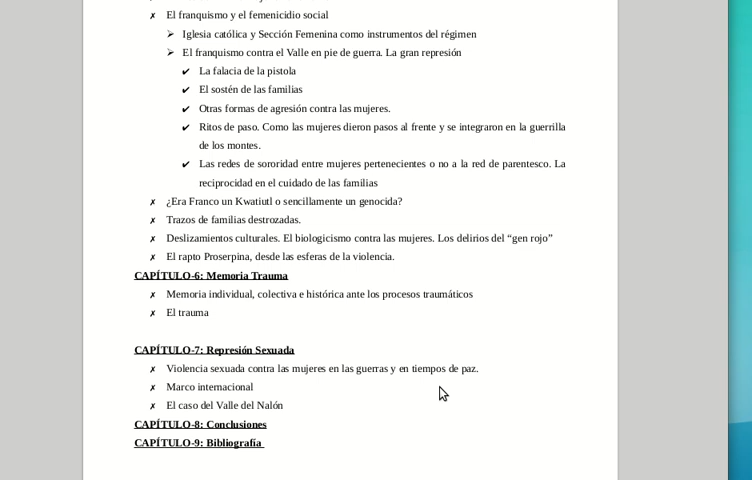 ✗ El franquismo y el femenicidio social
➢ Iglesia católica y Sección Femenina como instrumentos del régimen
➢ El franquismo contra el Valle en pie de guerra. La gran represión
✔ La falacia de la pistola
✔ El sostén de las familias
✔ Otras formas de agresión contra las mujeres.
✔ Ritos de paso. Como las mujeres dieron pasos al frente y se integraron en la guerrilla
de los montes.
✔ Las redes de sororidad entre mujeres pertenecientes o no a la red de parentesco. La
reciprocidad en el cuidado de las familias
✗ ¿Era Franco un Kwatiutl o sencillamente un genocida?
✗ Trazos de familias destrozadas.
✗ Deslizamientos culturales. El biologicismo contra las mujeres. Los delirios del “gen rojo”
✗ El rapto Proserpina, desde las esferas de la violencia.
CAPÍTULO-6: Memoria Trauma
✗ Memoria individual, colectiva e histórica ante los procesos traumáticos
✗ El trauma
CAPÍTULO-7: Represión Sexuada
✗ Violencia sexuada contra las mujeres en las guerras y en tiempos de paz.
✗ Marco internacional
✗ El caso del Valle del Nalón
CAPÍTULO-8: Conclusiones
CAPÍTULO-9: Bibliografía